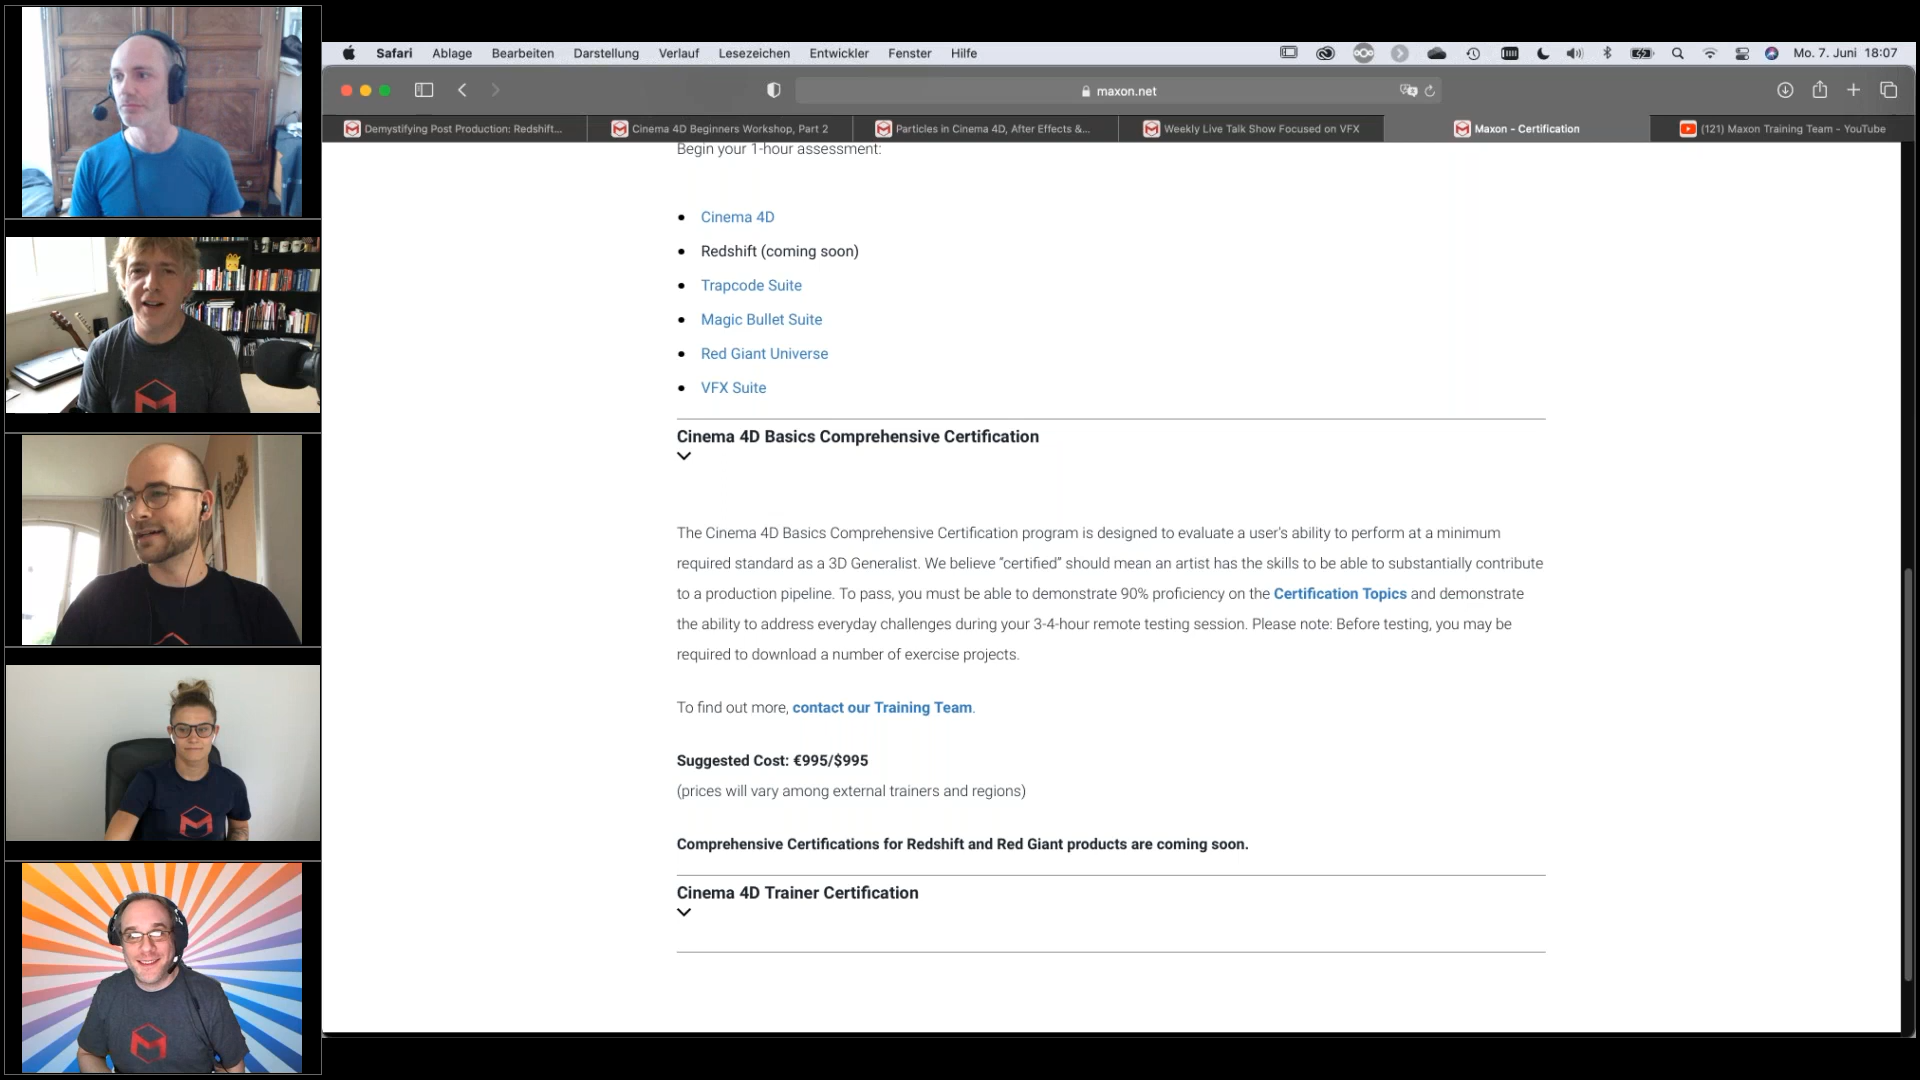 Safari Ablage Bearbeiten Darstellung Verlauf Lesezeichen Entwickler Fenster Hilfe Mo. 7. Juni 18:07
maxon.net
Demystifying Post Production: Redshift... Cinema 4D Beginners Workshop, Part 2 Particles in Cinema 4D, After Effects &... Weekly Live Talk Show Focused on VFX Maxon - Certification (121) Maxon Training Team - YouTube
Begin your 1-hour assessment:
Cinema 4D
Redshift (coming soon)
Trapcode Suite
Magic Bullet Suite
Red Giant Universe
VFX Suite
Cinema 4D Basics Comprehensive Certification
The Cinema 4D Basics Comprehensive Certification program is designed to evaluate a user's ability to perform at a minimum
required standard as a 3D Generalist. We believe “certified” should mean an artist has the skills to be able to substantially contribute
to a production pipeline. To pass, you must be able to demonstrate 90% proficiency on the Certification Topics and demonstrate
the ability to address everyday challenges during your 3-4-hour remote testing session. Please note: Before testing, you may be
required to download a number of exercise projects.
To find out more, contact our Training Team.
Suggested Cost: €995/$995
(prices will vary among external trainers and regions)
Comprehensive Certifications for Redshift and Red Giant products are coming soon.
Cinema 4D Trainer Certification